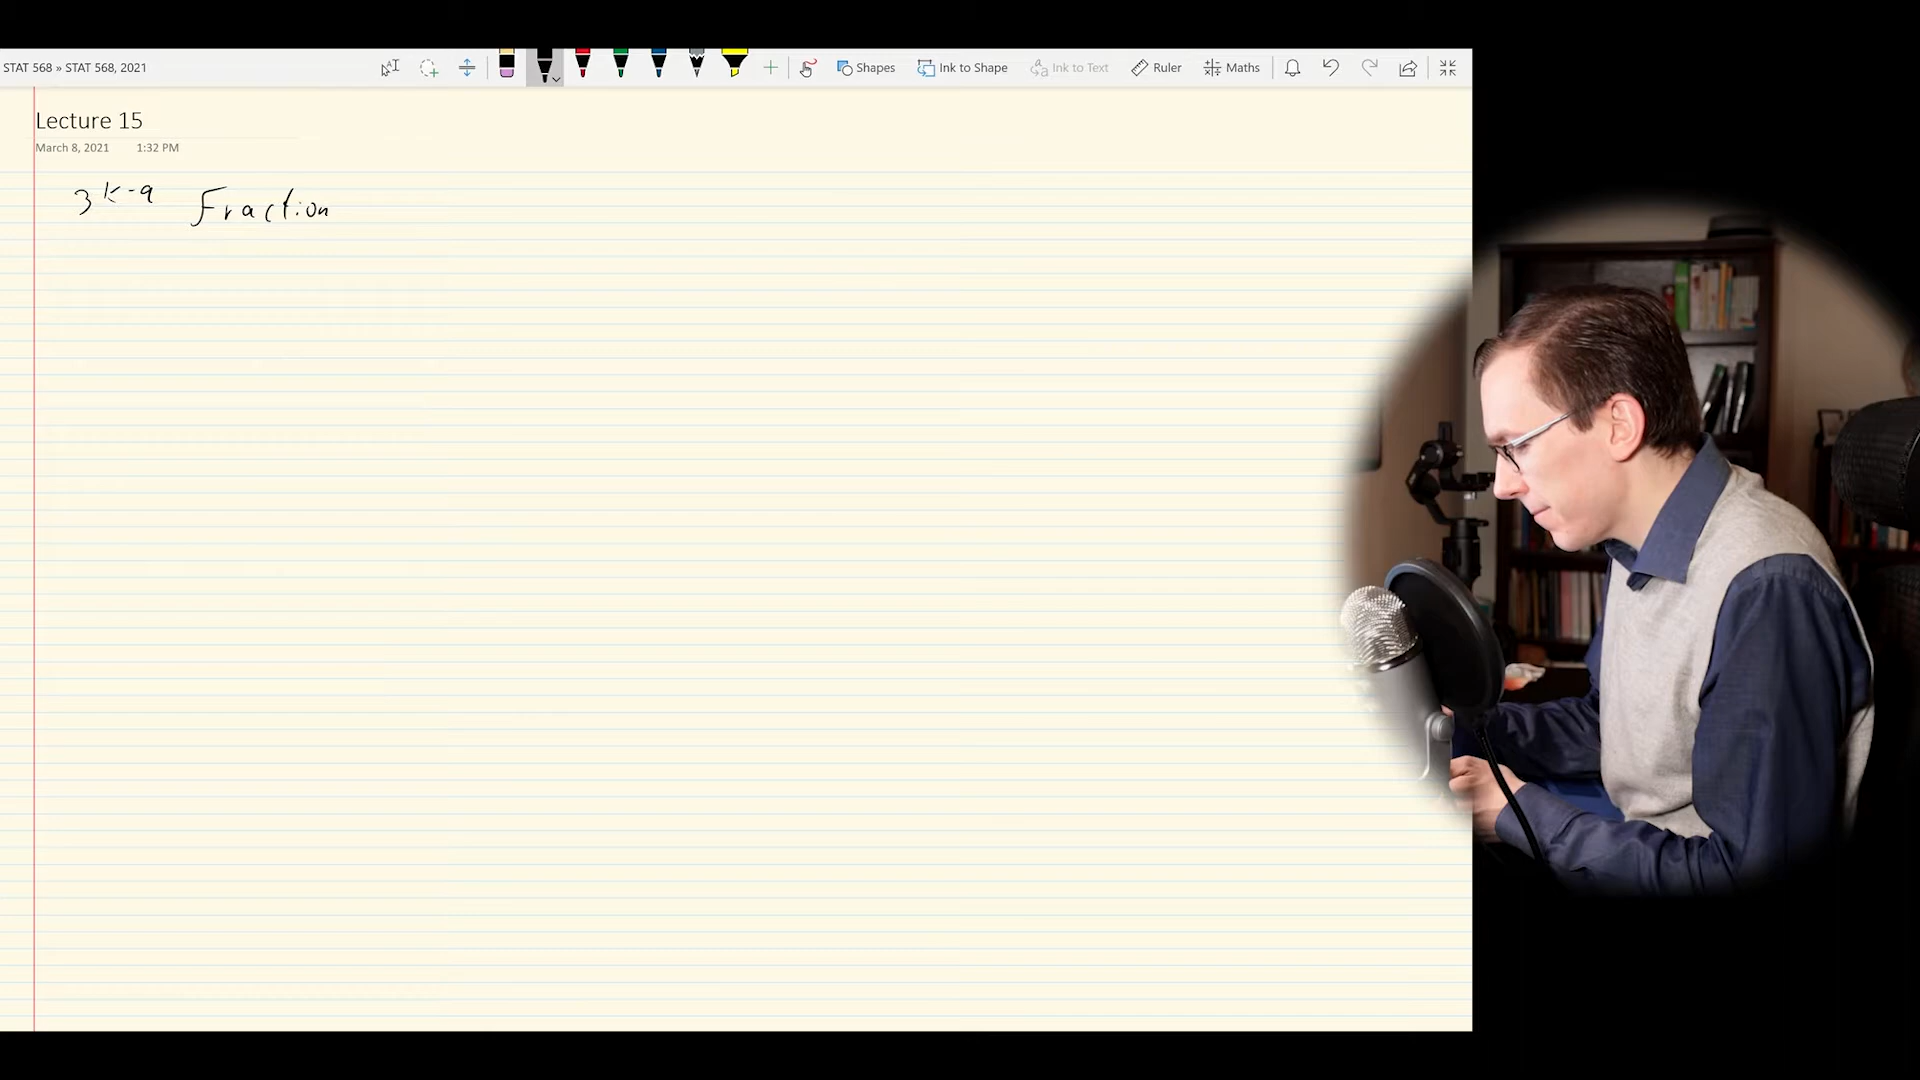 STAT 568 » STAT 568, 2021
Shapes
Ink to Shape
Ink to Text
Ruler
Maths
Lecture 15
March 8, 2021 1:32 PM
3^{k-q} Fraction